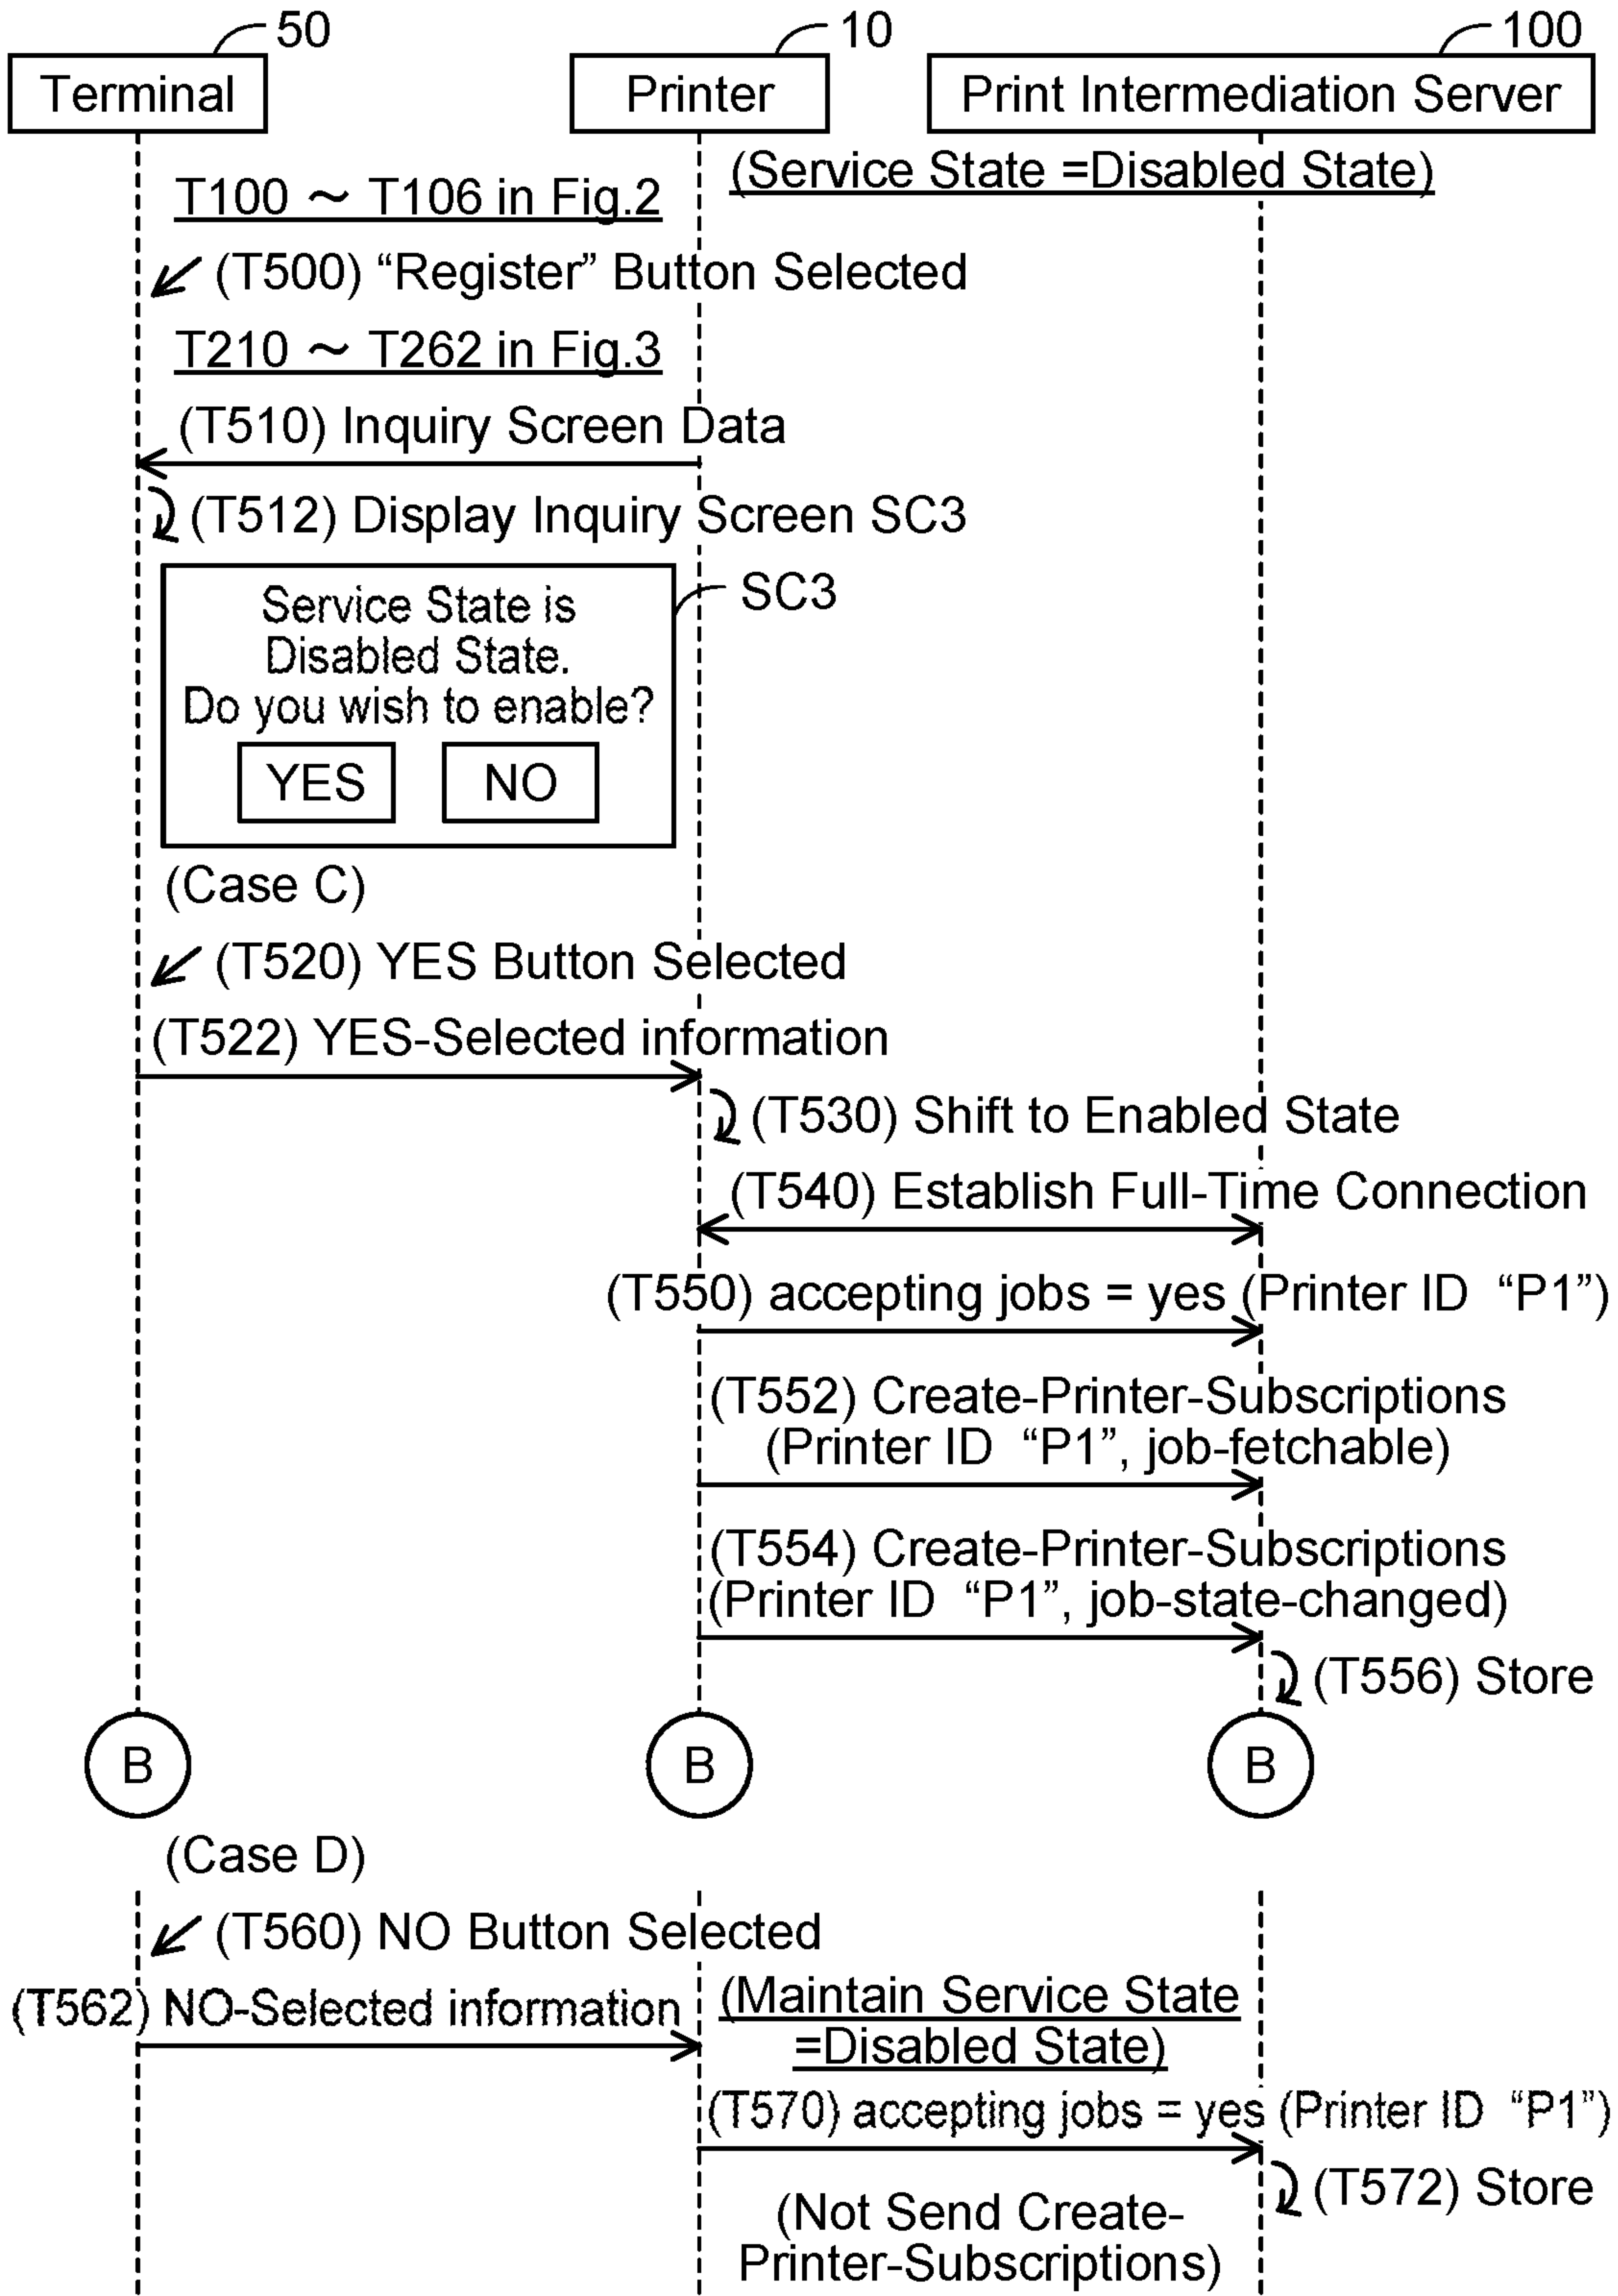 50
10
100
Terminal
Printer
Print Intermediation Server
(Service State =Disabled State)
T100 ~ T106 in Fig.2
(T500) “Register” Button Selected
T210 ~ T262 in Fig.3
(T510) Inquiry Screen Data
(T512) Display Inquiry Screen SC3
SC3
Service State is
Disabled State.
Do you wish to enable?
YES
NO
(Case C)
(T520) YES Button Selected
(T522) YES-Selected information
(T530) Shift to Enabled State
(T540) Establish Full-Time Connection
(T550) accepting jobs = yes (Printer ID “P1”)
(T552) Create-Printer-Subscriptions
(Printer ID “P1”, job-fetchable)
(T554) Create-Printer-Subscriptions
(Printer ID “P1”, job-state-changed)
(T556) Store
B
B
B
(Case D)
(T560) NO Button Selected
(T562) NO-Selected information
(Maintain Service State
=Disabled State)
(T570) accepting jobs = yes (Printer ID “P1”)
(T572) Store
(Not Send Create-
Printer-Subscriptions)